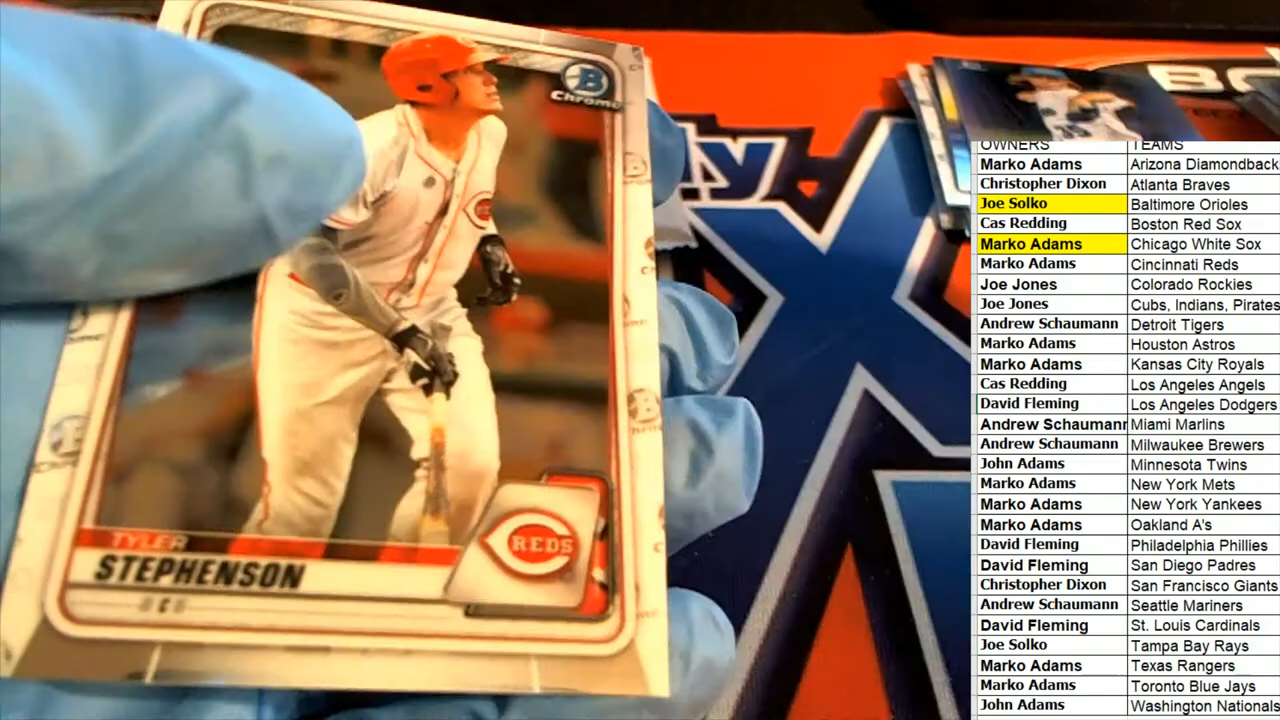 B
Chrome
REDS
TYLER
STEPHENSON
C
ly
BO
OWNERS TEAMS
Marko Adams Arizona Diamondback
Christopher Dixon Atlanta Braves
Joe Solko Baltimore Orioles
Cas Redding Boston Red Sox
Marko Adams Chicago White Sox
Marko Adams Cincinnati Reds
Joe Jones Colorado Rockies
Joe Jones Cubs, Indians, Pirates
Andrew Schaumann Detroit Tigers
Marko Adams Houston Astros
Marko Adams Kansas City Royals
Cas Redding Los Angeles Angels
David Fleming Los Angeles Dodgers
Andrew Schaumann Miami Marlins
Andrew Schaumann Milwaukee Brewers
John Adams Minnesota Twins
Marko Adams New York Mets
Marko Adams New York Yankees
Marko Adams Oakland A's
David Fleming Philadelphia Phillies
David Fleming San Diego Padres
Christopher Dixon San Francisco Giants
Andrew Schaumann Seattle Mariners
David Fleming St. Louis Cardinals
Joe Solko Tampa Bay Rays
Marko Adams Texas Rangers
Marko Adams Toronto Blue Jays
John Adams Washington Nationals